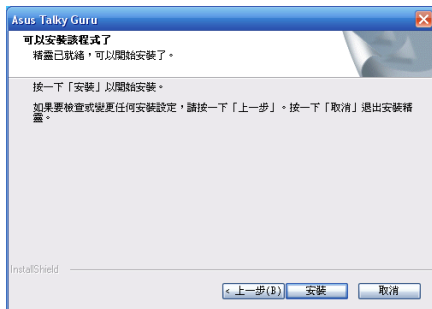 Asus Talky Guru
可以安裝該程式了
精靈已就緒，可以開始安裝了。
按一下「安裝」以開始安裝。
如果要檢查或變更任何安裝設定，請按一下「上一步」。按一下「取消」退出安裝精
靈。
InstallShield
< 上一步(B)
安裝
取消